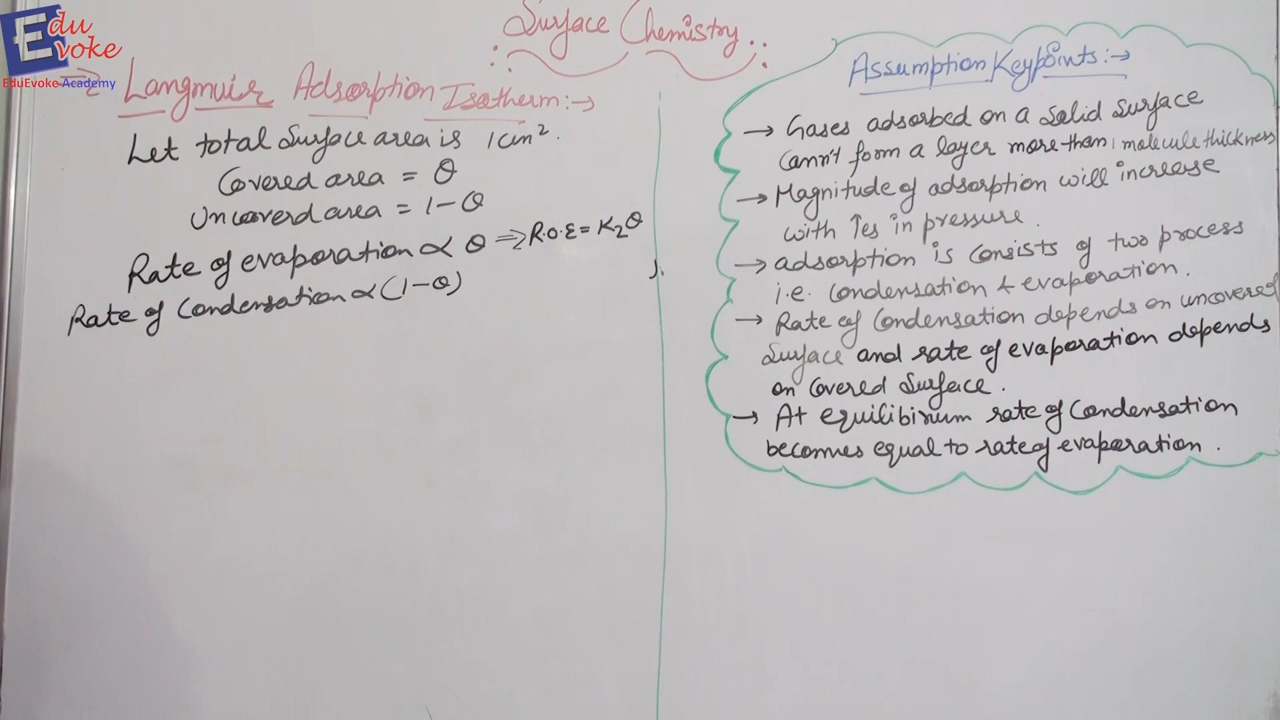 Edu
Evoke
EduEvoke Academy
Surface Chemistry
⇒ Langmuir Adsorption Isotherm:→
Let total Surface area is 1cm².
Covered area = θ
Uncoverd area = 1-θ
Rate of evaporation ∝ θ ⇒ R.O.E = K₂θ
Rate of Condensation ∝ (1-θ)
Assumption Keypoints:→
→ Gases adsorbed on a Solid Surface
Cann't form a layer more than 1 molecule thickness
→ Magnitude of adsorption will increase
with ↑es in pressure.
→ adsorption is consists of two process
i.e. Condensation & evaporation.
→ Rate of Condensation depends on uncovered
Surface and rate of evaporation depends
on Covered Surface.
→ At equilibirium rate of Condensation
becomes equal to rate of evaporation.